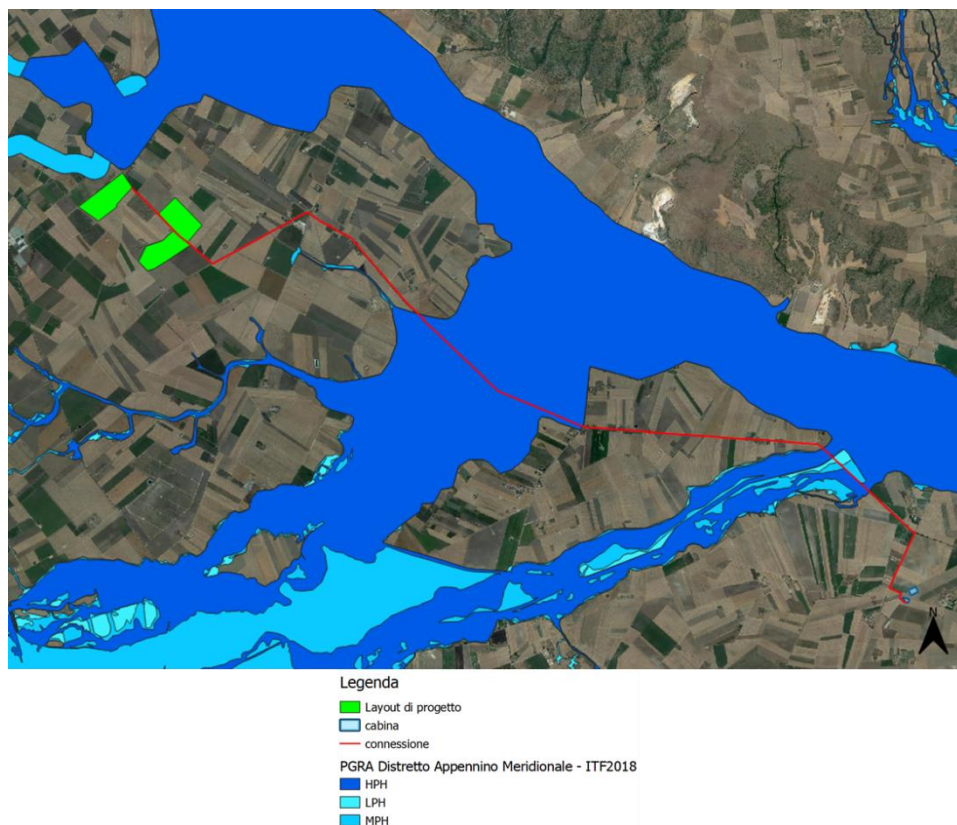 N
Legenda
Layout di progetto
cabina
connessione
PGRA Distretto Appennino Meridionale - ITF2018
HPH
LPH
MPH